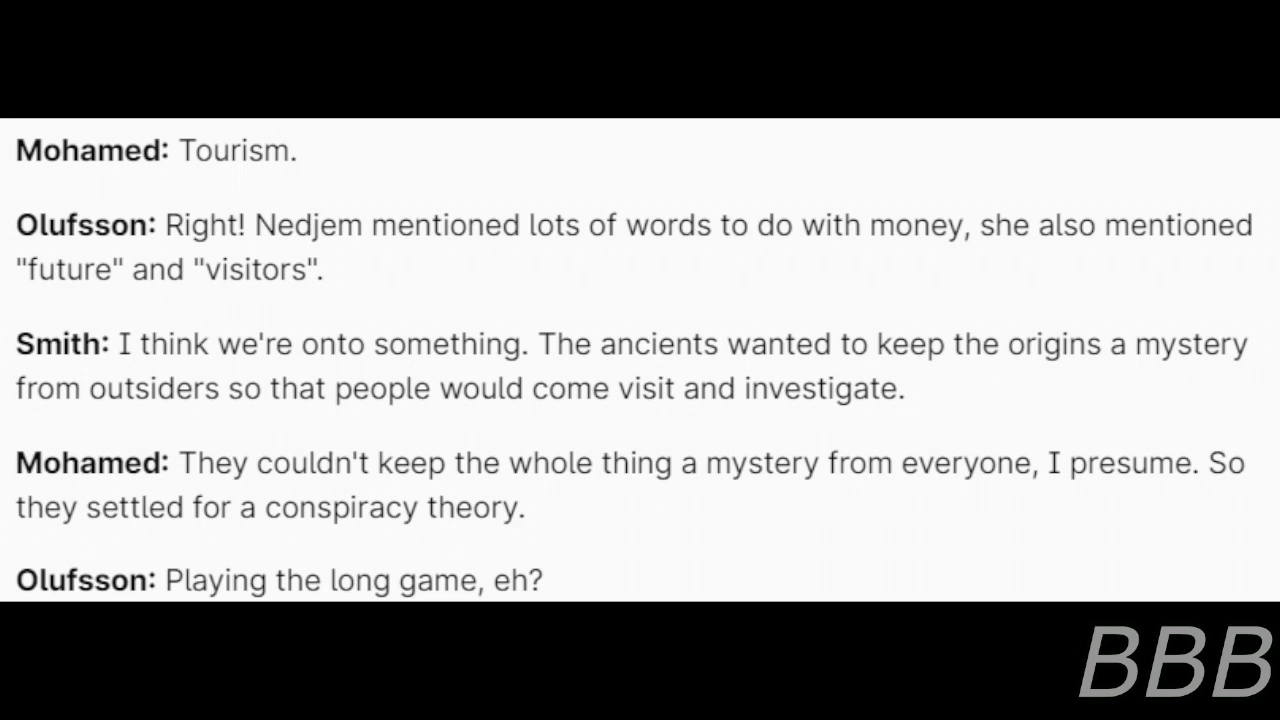 Mohamed: Tourism.
Olufsson: Right! Nedjem mentioned lots of words to do with money, she also mentioned
"future" and "visitors".
Smith: I think we're onto something. The ancients wanted to keep the origins a mystery
from outsiders so that people would come visit and investigate.
Mohamed: They couldn't keep the whole thing a mystery from everyone, I presume. So
they settled for a conspiracy theory.
Olufsson: Playing the long game, eh?
BBB